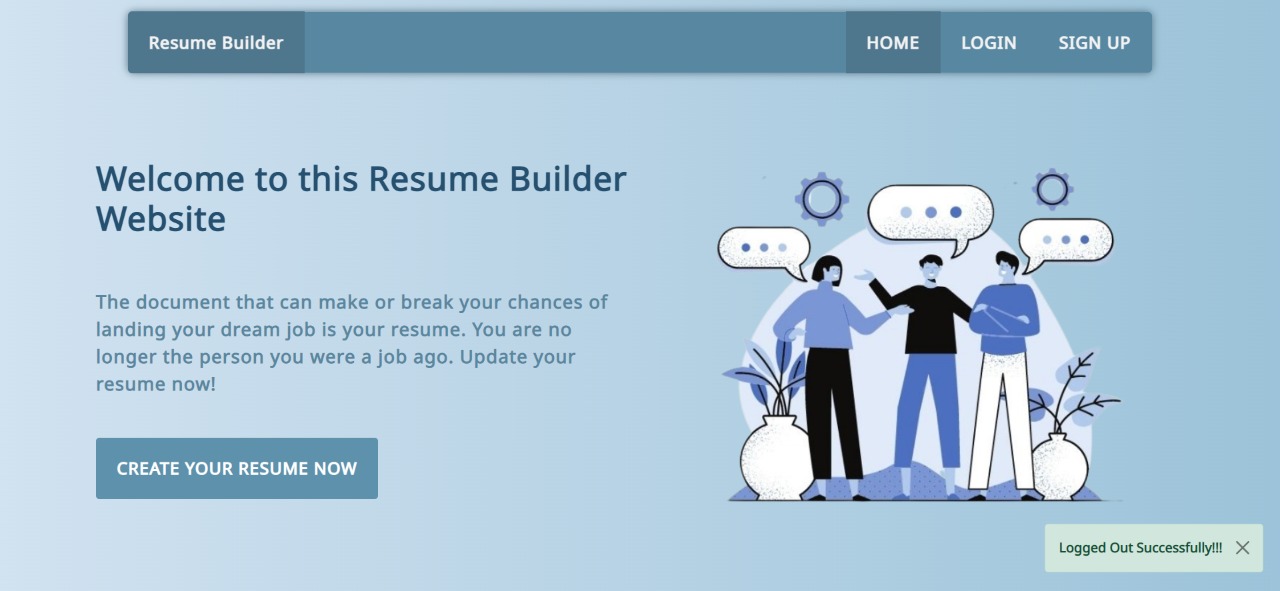 Resume Builder
HOME
LOGIN
SIGN UP
Welcome to this Resume Builder
Website
The document that can make or break your chances of
landing your dream job is your resume. You are no
longer the person you were a job ago. Update your
resume now!
CREATE YOUR RESUME NOW
Logged Out Successfully!!!